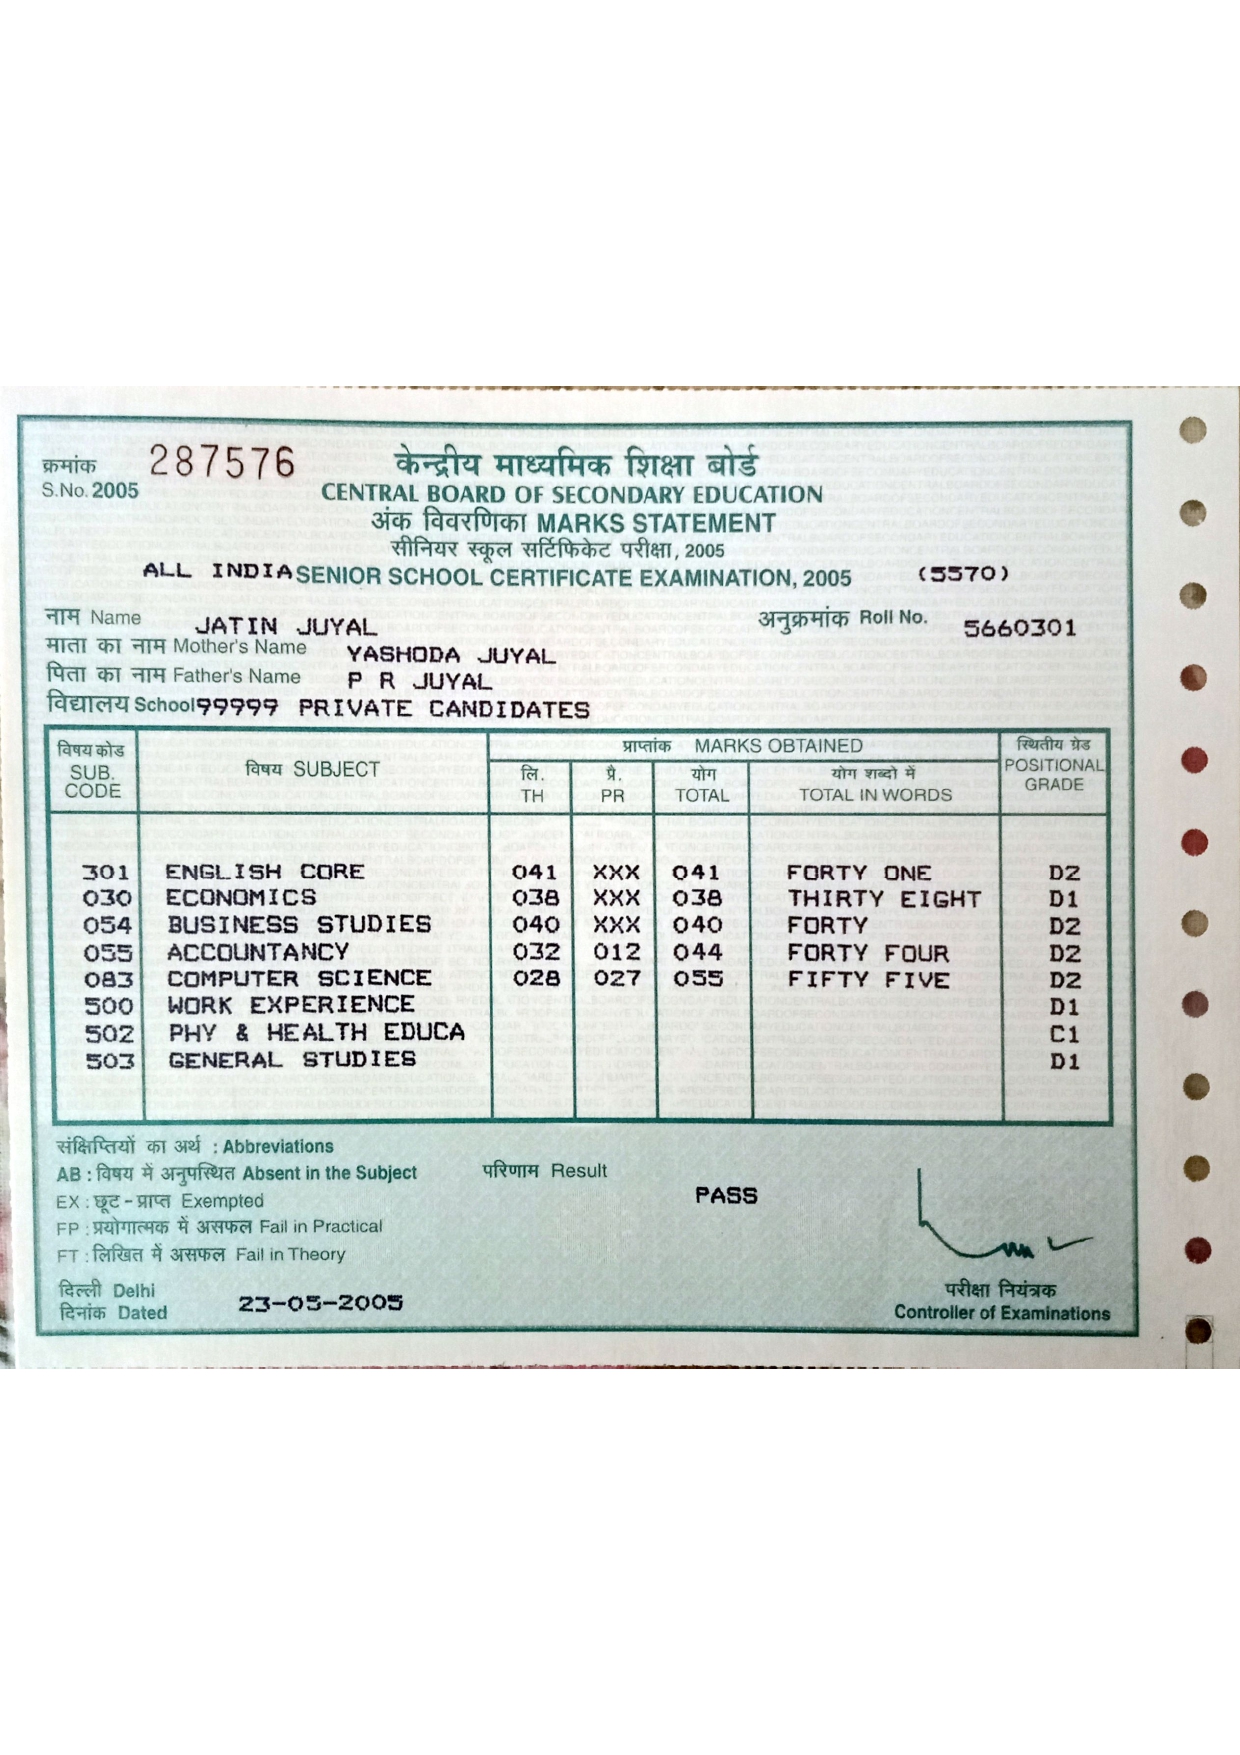 क्रमांक 287576
S.No. 2005
केन्द्रीय माध्यमिक शिक्षा बोर्ड
CENTRAL BOARD OF SECONDARY EDUCATION
अंक विवरणिका MARKS STATEMENT
सीनियर स्कूल सर्टिफिकेट परीक्षा, 2005
ALL INDIA SENIOR SCHOOL CERTIFICATE EXAMINATION, 2005 (5570)
नाम Name JATIN JUYAL अनुक्रमांक Roll No. 5660301
माता का नाम Mother's Name YASHODA JUYAL
पिता का नाम Father's Name P R JUYAL
विद्यालय School 99999 PRIVATE CANDIDATES
विषय कोड SUB. CODE विषय SUBJECT प्राप्तांक MARKS OBTAINED स्थितीय ग्रेड POSITIONAL GRADE
लि. प्रै. योग योग शब्दो में
TH PR TOTAL TOTAL IN WORDS
301 ENGLISH CORE 041 XXX 041 FORTY ONE D2
030 ECONOMICS 038 XXX 038 THIRTY EIGHT D1
054 BUSINESS STUDIES 040 XXX 040 FORTY D2
055 ACCOUNTANCY 032 012 044 FORTY FOUR D2
083 COMPUTER SCIENCE 028 027 055 FIFTY FIVE D2
500 WORK EXPERIENCE D1
502 PHY & HEALTH EDUCA C1
503 GENERAL STUDIES D1
संक्षिप्तियों का अर्थ : Abbreviations
AB : विषय में अनुपस्थित Absent in the Subject परिणाम Result
PASS
EX : छूट - प्राप्त Exempted
FP : प्रयोगात्मक में असफल Fail in Practical
FT : लिखित में असफल Fail in Theory
दिल्ली Delhi परीक्षा नियंत्रक
दिनांक Dated 23-05-2005 Controller of Examinations